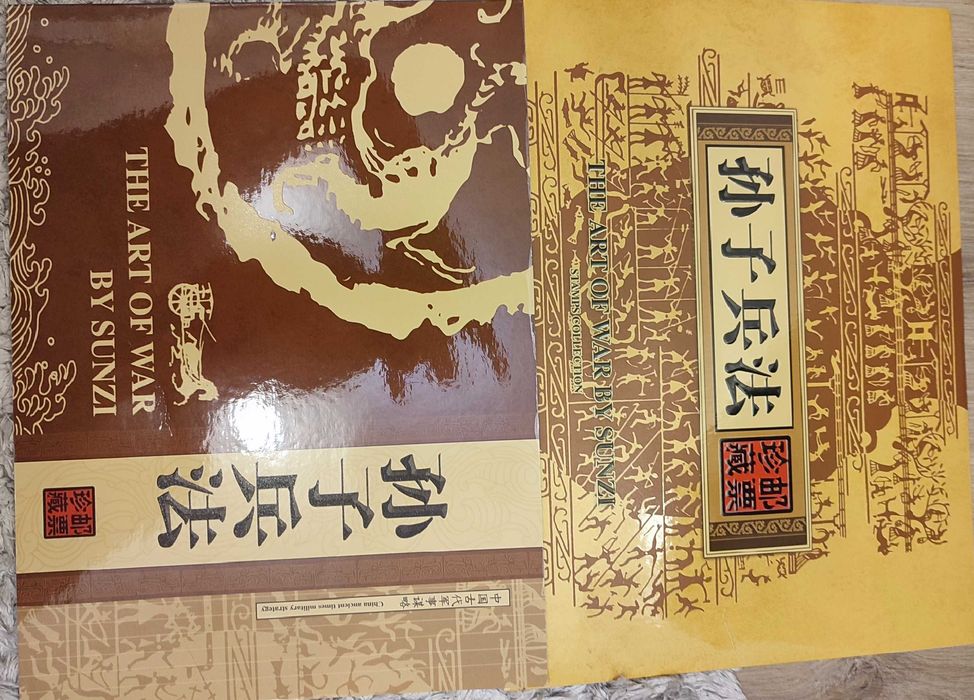 THE ART OF WAR
BY SUNZI
孙子兵法
邮票
珍藏
中国古代军事谋略
China ancient times military strategy
孙子兵法
邮票
珍藏
THE ART OF WAR BY SUNZI
STAMPS COLLECTION